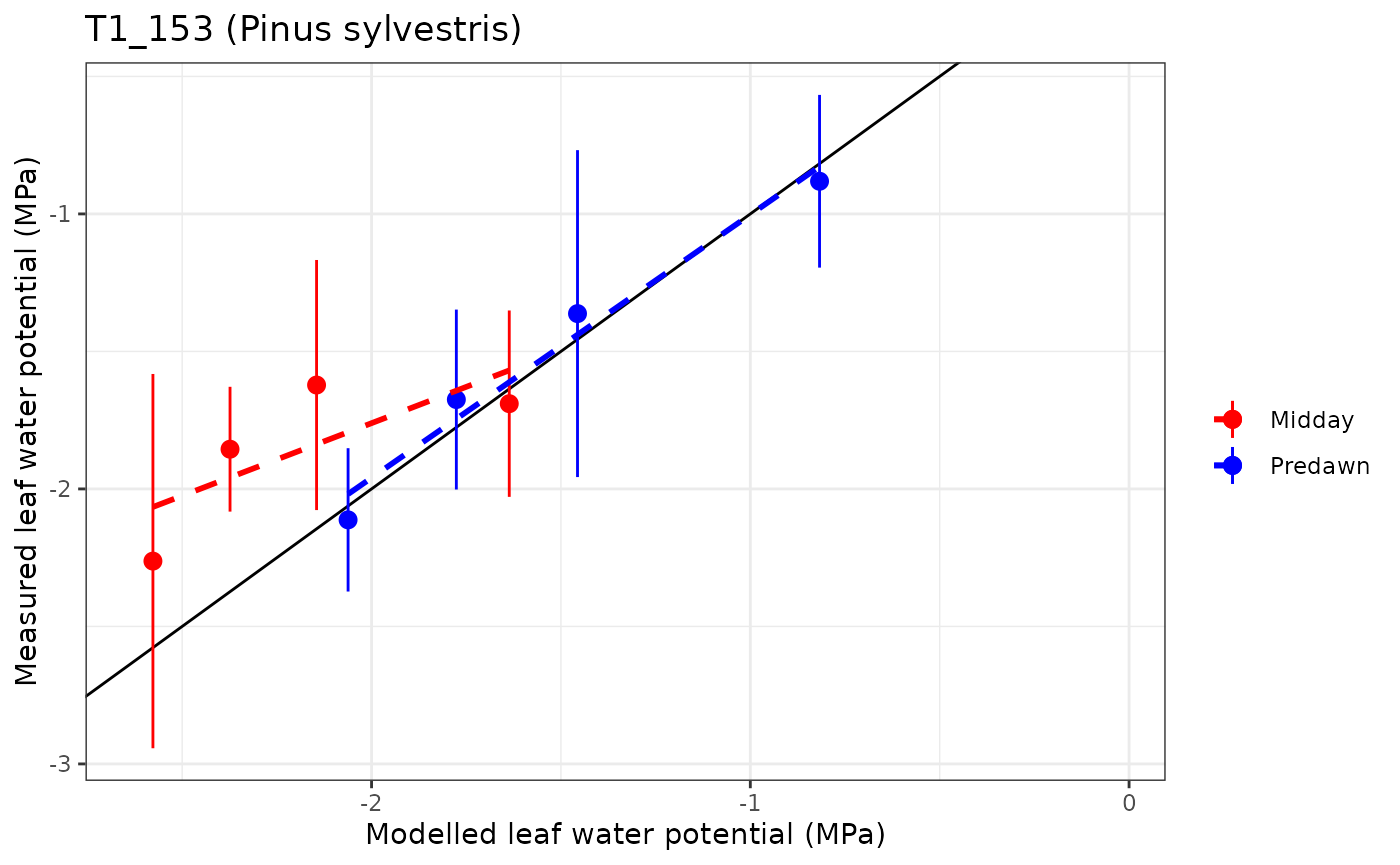 T1_153 (Pinus sylvestris)
Measured leaf water potential (MPa)
-1
-2
-3
-2
-1
0
Modelled leaf water potential (MPa)
Midday
Predawn